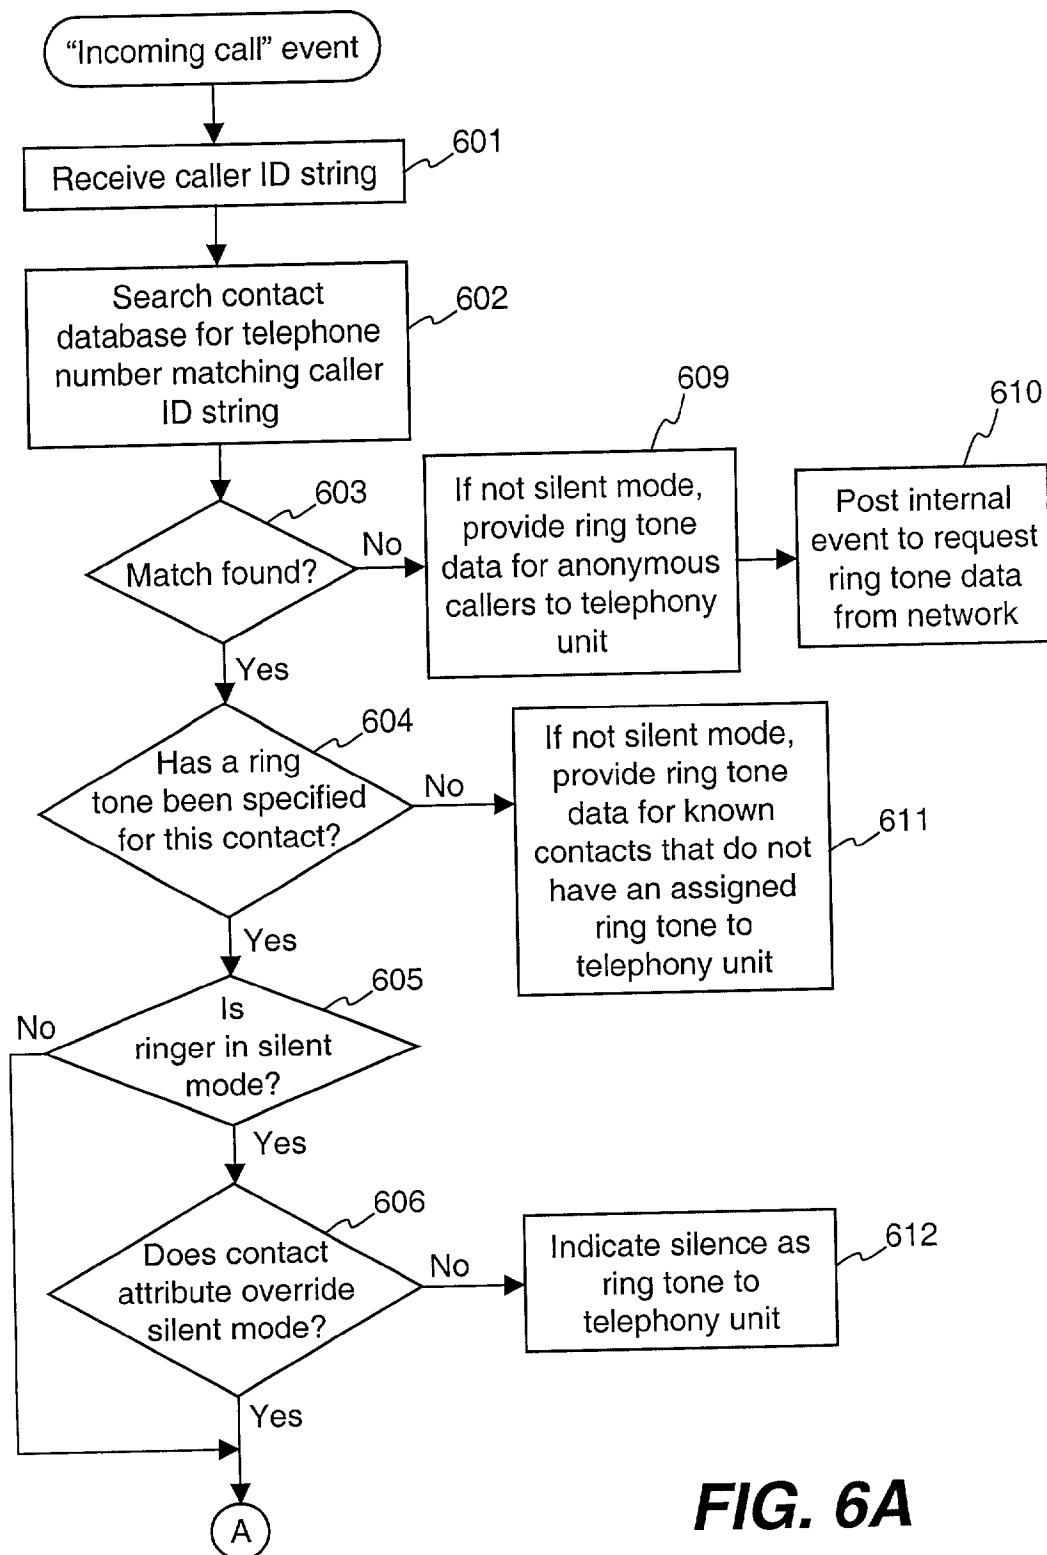 “Incoming call” event
601
Receive caller ID string
602
Search contact
database for telephone
number matching caller
ID string
603
Match found?
No
609
If not silent mode,
provide ring tone
data for anonymous
callers to telephony
unit
610
Post internal
event to request
ring tone data
from network
Yes
604
Has a ring
tone been specified
for this contact?
No
611
If not silent mode,
provide ring tone
data for known
contacts that do not
have an assigned
ring tone to
telephony unit
Yes
605
Is
ringer in silent
mode?
No
Yes
606
Does contact
attribute override
silent mode?
No
612
Indicate silence as
ring tone to
telephony unit
Yes
A
FIG. 6A